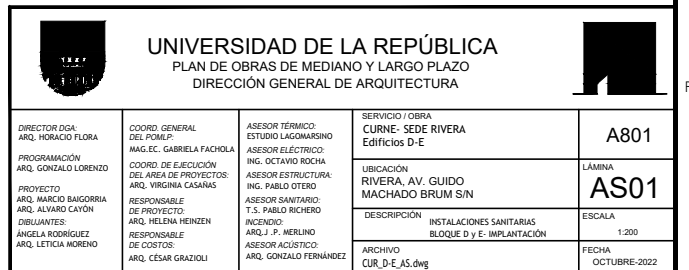 UNIVERSIDAD DE LA REPÚBLICA
PLAN DE OBRAS DE MEDIANO Y LARGO PLAZO
DIRECCIÓN GENERAL DE ARQUITECTURA
DIRECTOR DGA:
ARQ. HORACIO FLORA
PROGRAMACIÓN
ARQ. GONZALO LORENZO
PROYECTO
ARQ. MARCIO BAIGORRIA
ARQ. ALVARO CAYÓN
DIBUJANTES:
ÁNGELA RODRÍGUEZ
ARQ. LETICIA MORENO
COORD. GENERAL
DEL POMLP:
MAG.EC. GABRIELA FACHOLA
COORD. DE EJECUCIÓN
DEL AREA DE PROYECTOS:
ARQ. VIRGINIA CASAÑAS
RESPONSABLE
DE PROYECTO:
ARQ. HELENA HEINZEN
RESPONSABLE
DE COSTOS:
ARQ. CÉSAR GRAZIOLI
ASESOR TÉRMICO:
ESTUDIO LAGOMARSINO
ASESOR ELÉCTRICO:
ING. OCTAVIO ROCHA
ASESOR ESTRUCTURA:
ING. PABLO OTERO
ASESOR SANITARIO:
T.S. PABLO RICHERO
INCENDIO:
ARQ.J .P. MERLINO
ASESOR ACÚSTICO:
ARQ. GONZALO FERNÁNDEZ
SERVICIO / OBRA
CURNE- SEDE RIVERA
Edificios D-E
UBICACIÓN
RIVERA, AV. GUIDO
MACHADO BRUM S/N
DESCRIPCIÓN INSTALACIONES SANITARIAS
BLOQUE D y E- IMPLANTACIÓN
ARCHIVO
CUR_D-E_AS.dwg
A801
LÁMINA
AS01
ESCALA
1:200
FECHA
OCTUBRE-2022